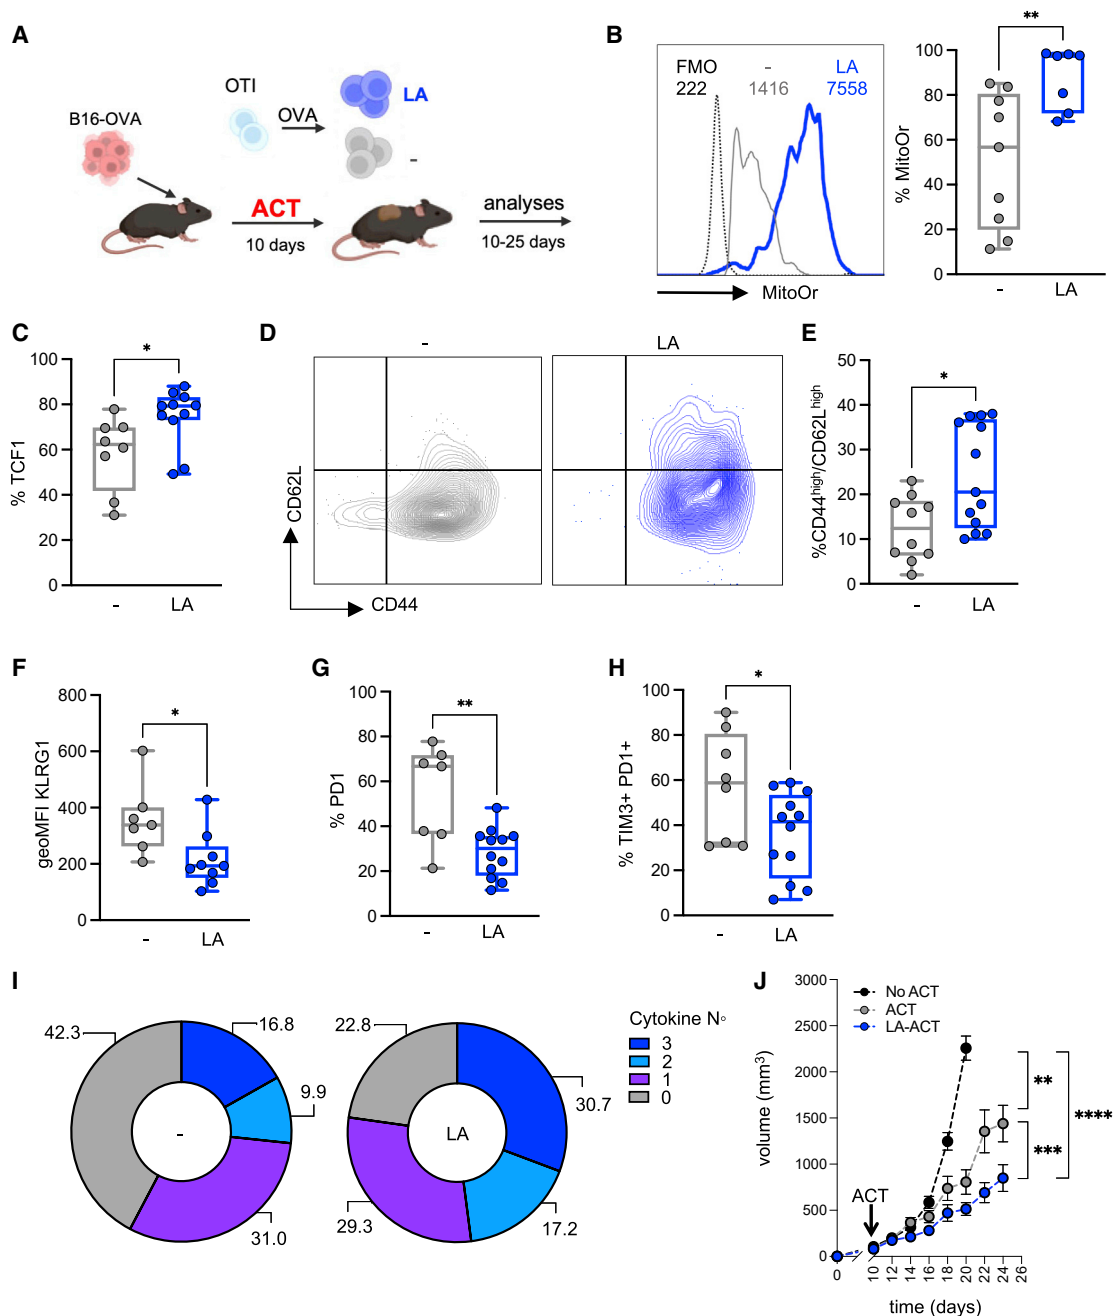 A
B16-OVA
OTI
OVA
LA
-
ACT
10 days
analyses
10-25 days
B
FMO - LA
222 1416 7558
MitoOr
**
% MitoOr
100
80
60
40
20
0
- LA
C
*
% TCF1
100
80
60
40
20
0
- LA
D
- LA
CD62L
CD44
E
*
%CD44high/CD62Lhigh
50
40
30
20
10
0
- LA
F
*
geoMFI KLRG1
800
600
400
200
0
- LA
G
**
% PD1
100
80
60
40
20
0
- LA
H
*
% TIM3+ PD1+
100
80
60
40
20
0
- LA
I
42.3
16.8
9.9
31.0
-
22.8
30.7
17.2
29.3
LA
Cytokine N°
3
2
1
0
J
No ACT
ACT
LA-ACT
volume (mm3)
3000
2500
2000
1500
1000
500
0
ACT
**
***
****
0 10 12 14 16 18 20 22 24 26
time (days)